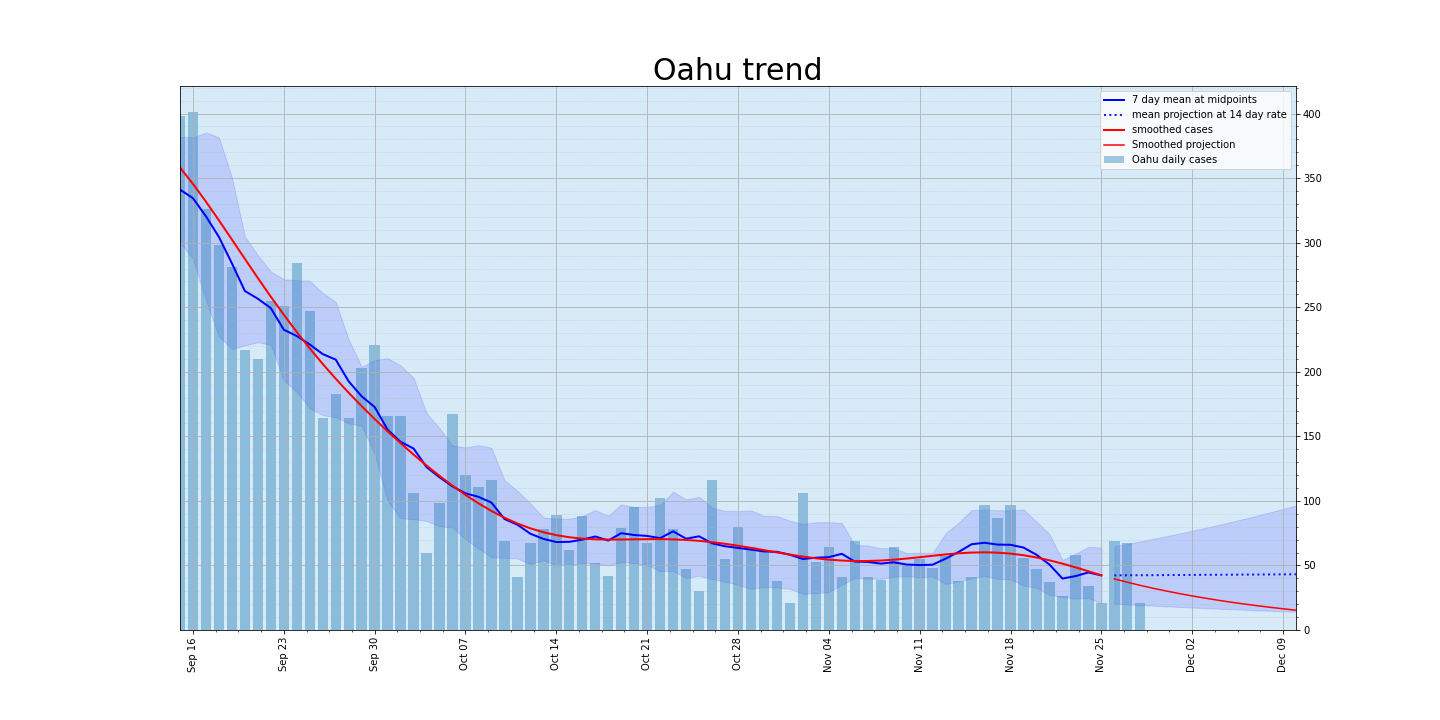 Oahu trend
7 day mean at midpoints
mean projection at 14 day rate
smoothed cases
Smoothed projection
Oahu daily cases
400
350
300
250
200
150
100
50
0
Sep 16
Sep 23
Sep 30
Oct 07
Oct 14
Oct 21
Oct 28
Nov 04
Nov 11
Nov 18
Nov 25
Dec 02
Dec 09